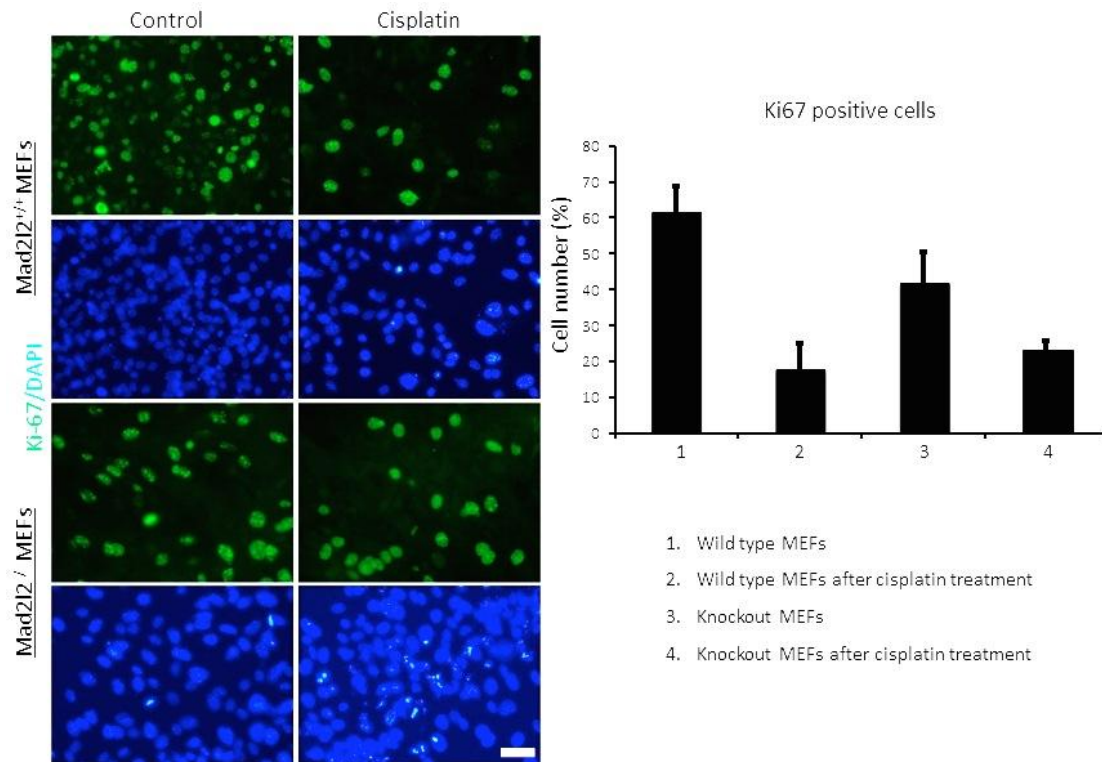 Control Cisplatin
Mad2l2+/+ MEFs
Ki-67/DAPI
Mad2l2 / MEFs
Ki67 positive cells
Cell number (%)
80
70
60
50
40
30
20
10
0
1 2 3 4
1. Wild type MEFs
2. Wild type MEFs after cisplatin treatment
3. Knockout MEFs
4. Knockout MEFs after cisplatin treatment